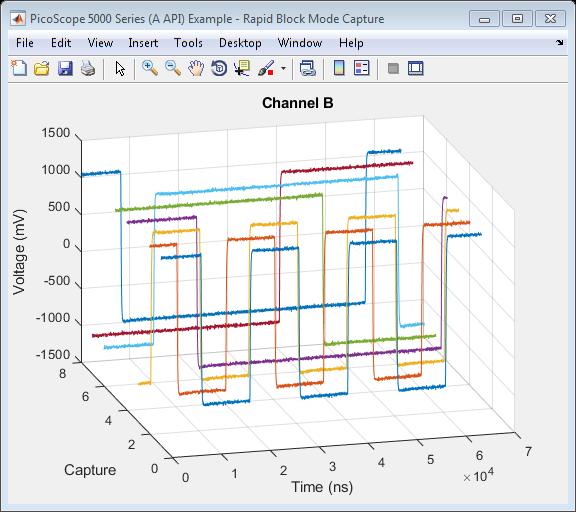 PicoScope 5000 Series (A API) Example - Rapid Block Mode Capture
File Edit View Insert Tools Desktop Window Help
Channel B
1500
1000
500
0
-500
-1000
-1500
Voltage (mV)
8
6
4
2
0
Capture
0 1 2 3 4 5 6 7
×10^4
Time (ns)